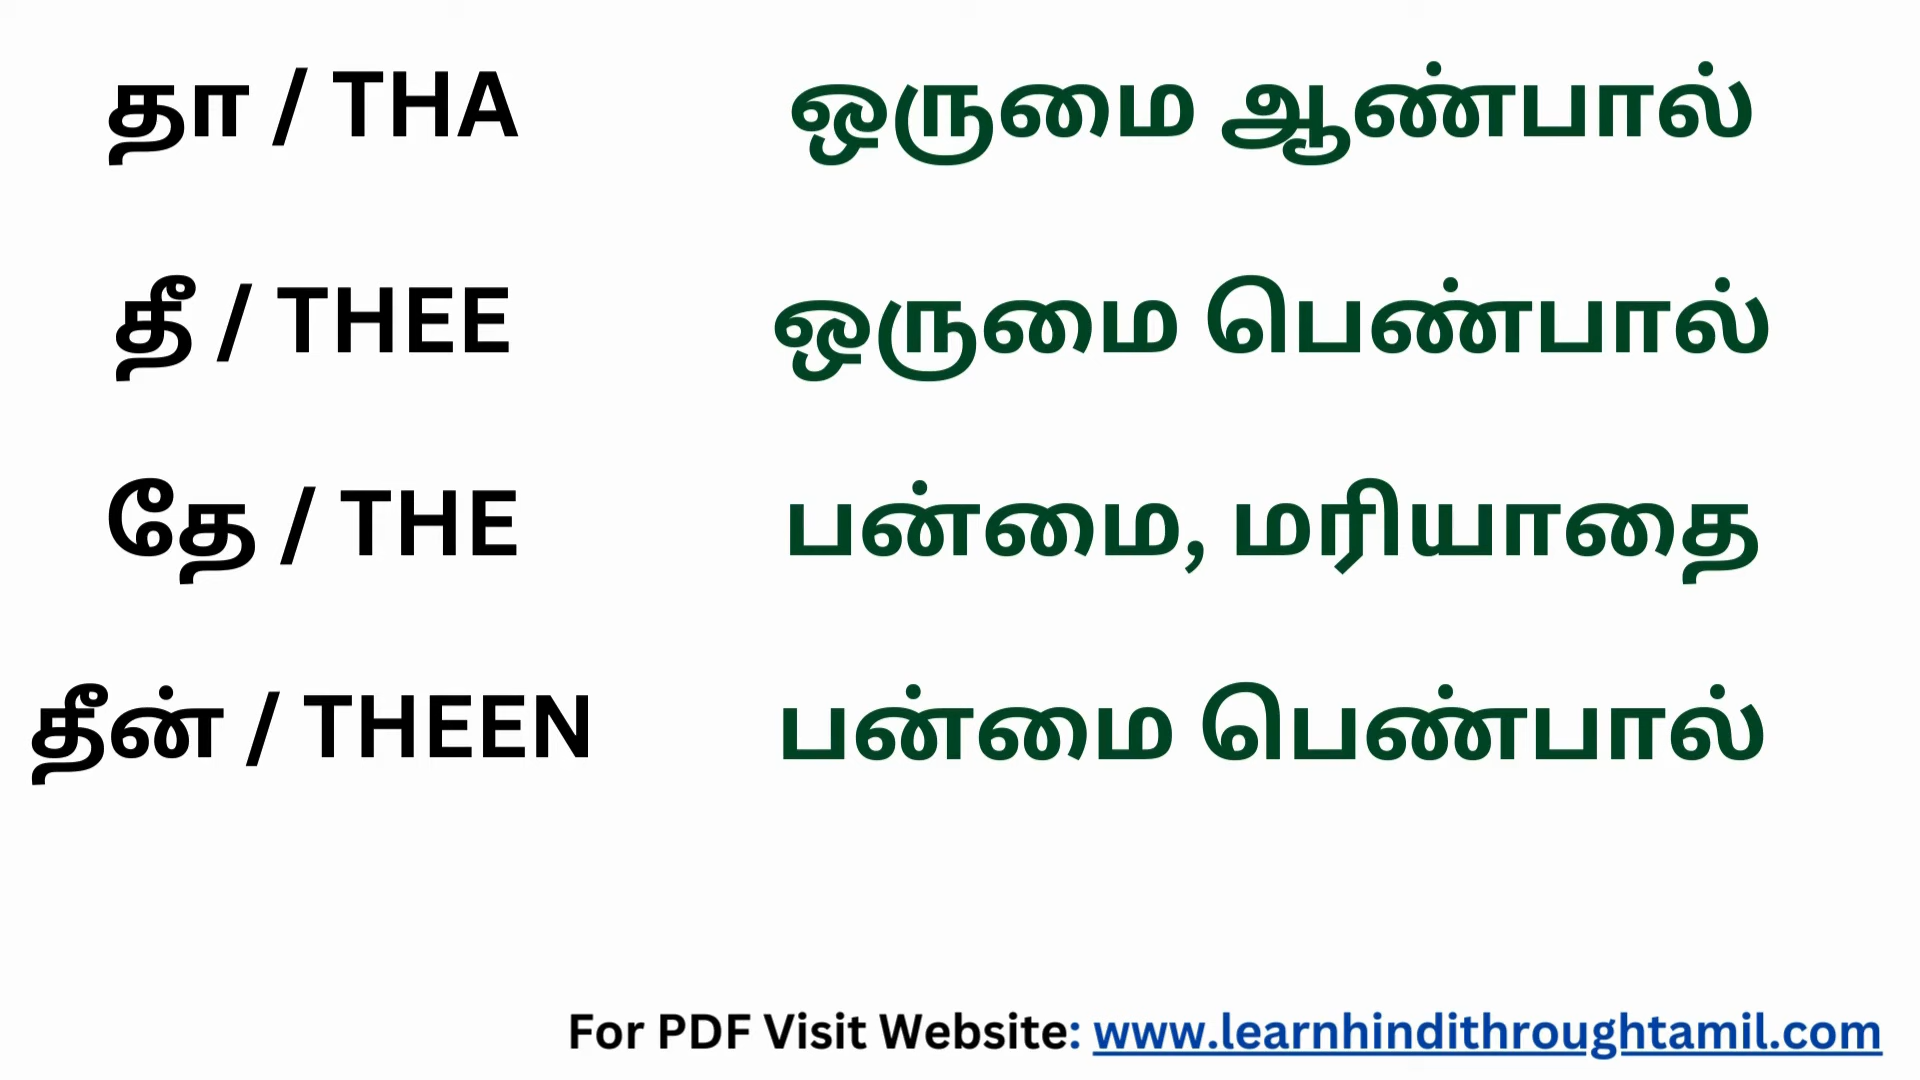 தா / THA ஒருமை ஆண்பால்
தீ / THEE ஒருமை பெண்பால்
தே / THE பன்மை, மரியாதை
தீன் / THEEN பன்மை பெண்பால்
For PDF Visit Website: www.learnhindithroughtamil.com